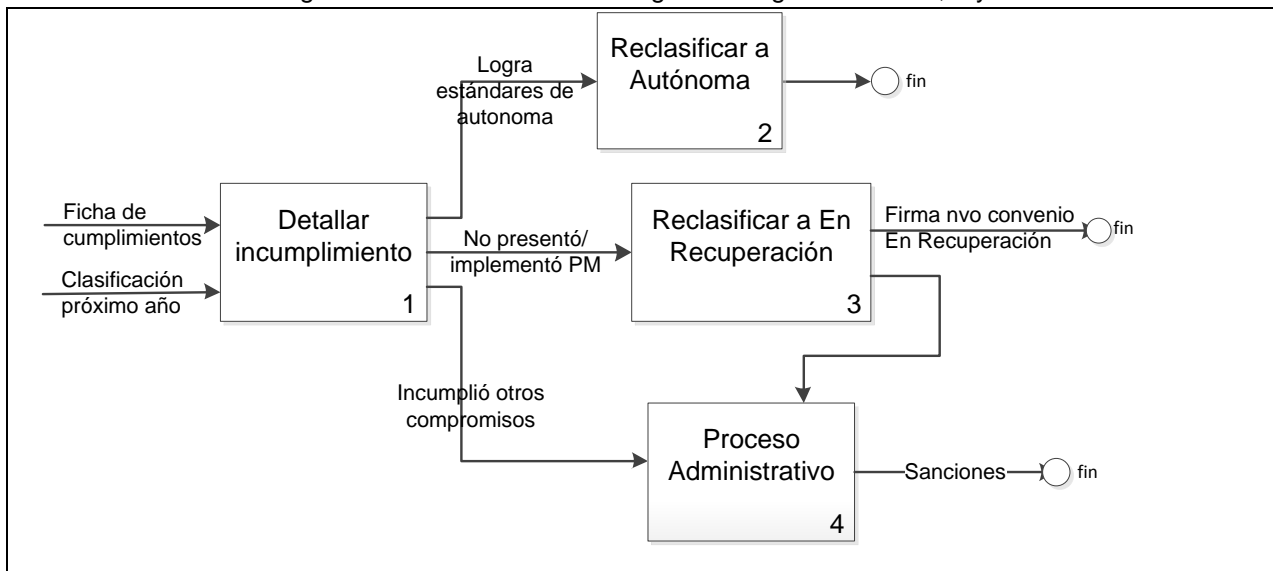 Logra
estándares de
autonoma
Reclasificar a
Autónoma
2
fin
Ficha de
cumplimientos
Clasificación
próximo año
Detallar
incumplimiento
1
No presentó/
implementó PM
Reclasificar a En
Recuperación
3
Firma nvo convenio
En Recuperación
fin
Incumplió otros
compromisos
Proceso
Administrativo
4
Sanciones
fin